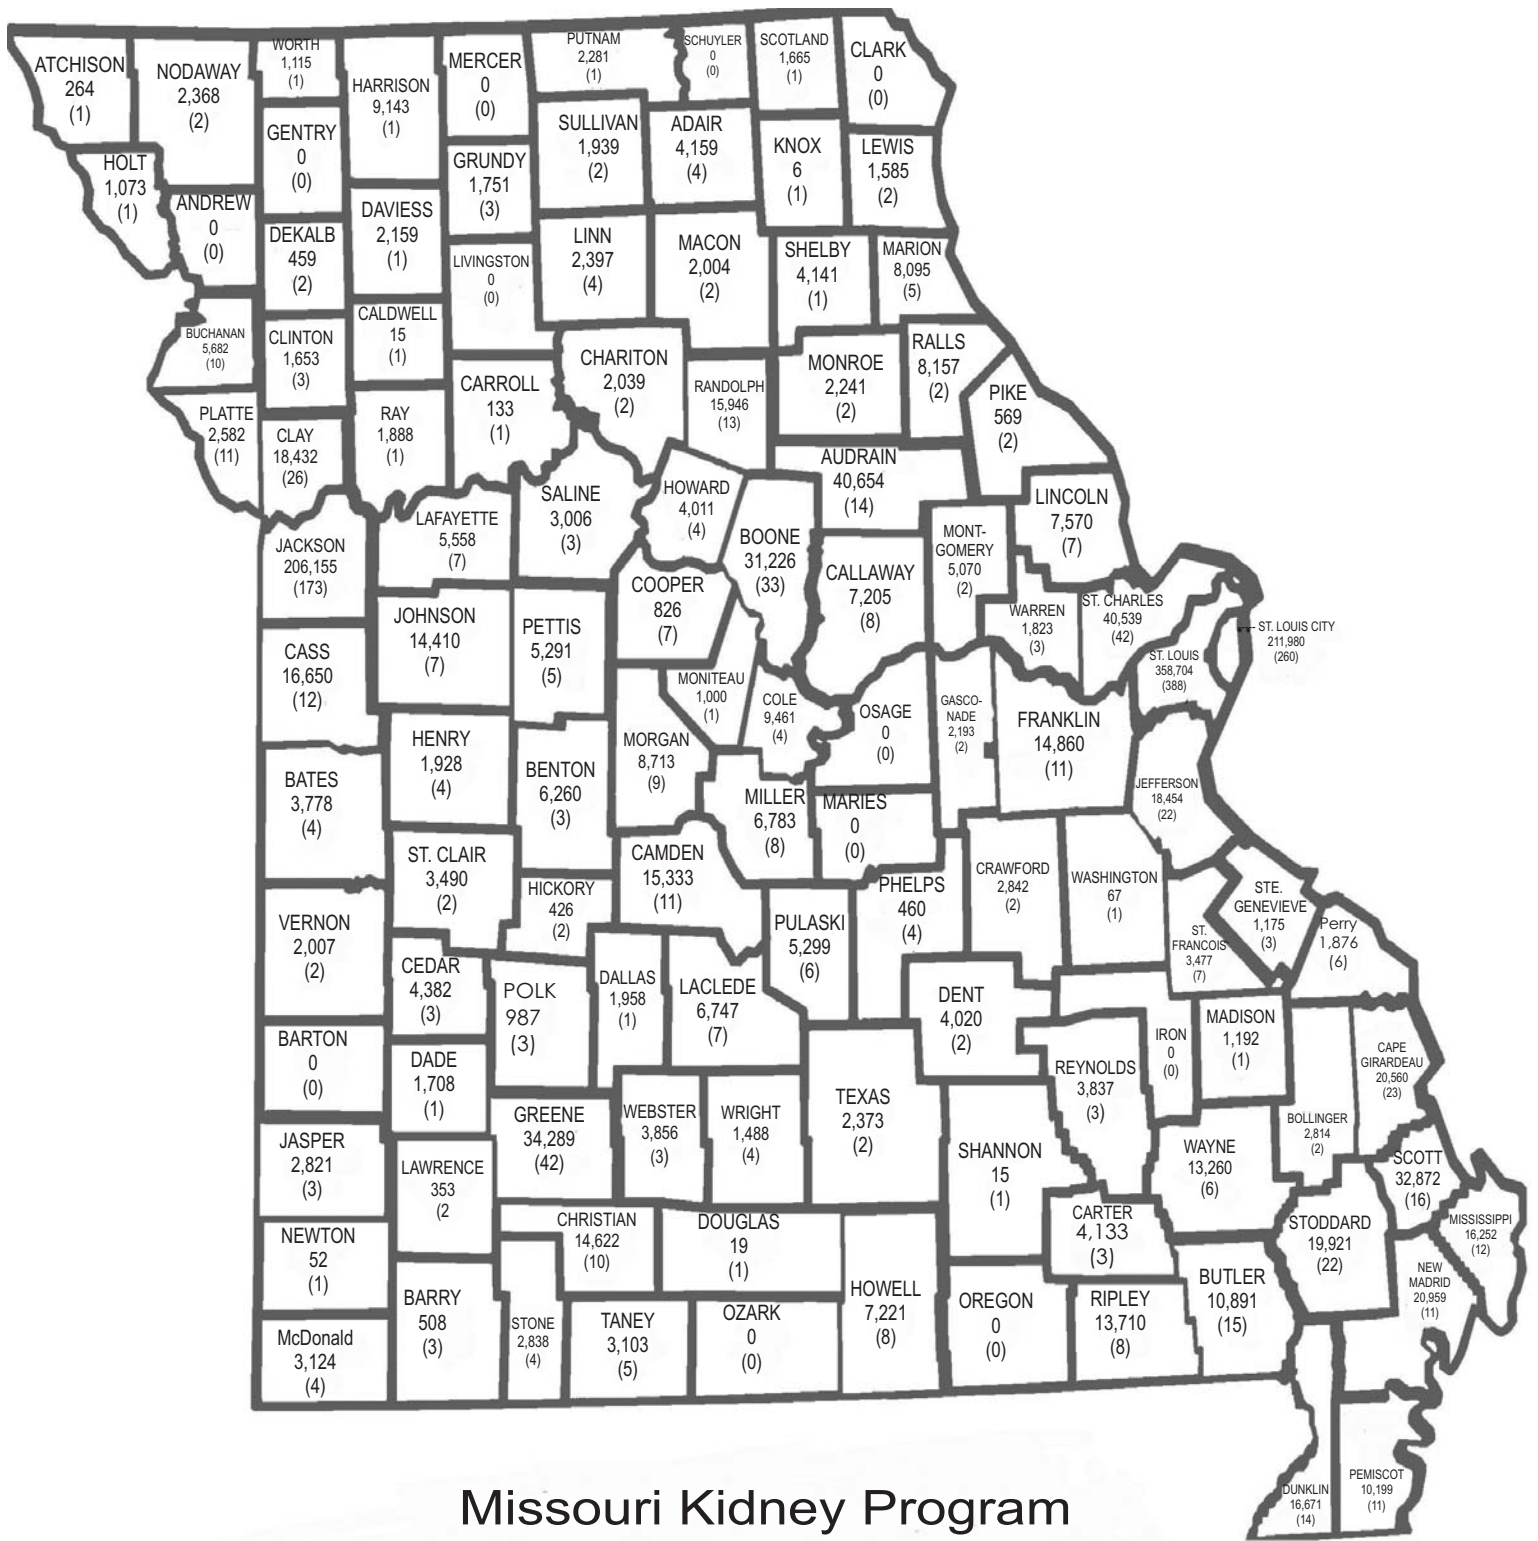 ATCHISON
264
(1)
NODAWAY
2,368
(2)
WORTH
1,115
(1)
HARRISON
9,143
(1)
MERCER
0
(0)
PUTNAM
2,281
(1)
SCHUYLER
0
(0)
SCOTLAND
1,665
(1)
CLARK
0
(0)
HOLT
1,073
(1)
ANDREW
0
(0)
GENTRY
0
(0)
DEKALB
459
(2)
DAVIESS
2,159
(1)
GRUNDY
1,751
(3)
SULLIVAN
1,939
(2)
ADAIR
4,159
(4)
KNOX
6
(1)
LEWIS
1,585
(2)
LIVINGSTON
0
(0)
LINN
2,397
(4)
MACON
2,004
(2)
SHELBY
4,141
(1)
MARION
8,095
(5)
BUCHANAN
5,682
(10)
CLINTON
1,653
(3)
CALDWELL
15
(1)
CARROLL
133
(1)
CHARITON
2,039
(2)
RANDOLPH
15,946
(13)
MONROE
2,241
(2)
RALLS
8,157
(2)
PIKE
569
(2)
PLATTE
2,582
(11)
CLAY
18,432
(26)
RAY
1,888
(1)
AUDRAIN
40,654
(14)
LINCOLN
7,570
(7)
JACKSON
206,155
(173)
LAFAYETTE
5,558
(7)
SALINE
3,006
(3)
HOWARD
4,011
(4)
BOONE
31,226
(33)
CALLAWAY
7,205
(8)
MONT-
GOMERY
5,070
(2)
WARREN
1,823
(3)
ST. CHARLES
40,539
(42)
ST. LOUIS
358,704
(388)
ST. LOUIS CITY
211,980
(260)
CASS
16,650
(12)
JOHNSON
14,410
(7)
PETTIS
5,291
(5)
COOPER
826
(7)
MONITEAU
1,000
(1)
COLE
9,461
(4)
OSAGE
0
(0)
GASCO-
NADE
2,193
(2)
FRANKLIN
14,860
(11)
JEFFERSON
18,454
(22)
BATES
3,778
(4)
HENRY
1,928
(4)
BENTON
6,260
(3)
MORGAN
8,713
(9)
MILLER
6,783
(8)
MARIES
0
(0)
ST. CLAIR
3,490
(2)
HICKORY
426
(2)
CAMDEN
15,333
(11)
PULASKI
5,299
(6)
PHELPS
460
(4)
CRAWFORD
2,842
(2)
WASHINGTON
67
(1)
ST.
FRANCOIS
3,477
(7)
STE.
GENEVIEVE
1,175
(3)
Perry
1,876
(6)
VERNON
2,007
(2)
CEDAR
4,382
(3)
POLK
987
(3)
DALLAS
1,958
(1)
LACLEDE
6,747
(7)
DENT
4,020
(2)
IRON
0
(0)
MADISON
1,192
(1)
CAPE
GIRARDEAU
20,560
(23)
BARTON
0
(0)
DADE
1,708
(1)
GREENE
34,289
(42)
WEBSTER
3,856
(3)
WRIGHT
1,488
(4)
TEXAS
2,373
(2)
SHANNON
15
(1)
REYNOLDS
3,837
(3)
WAYNE
13,260
(6)
BOLLINGER
2,814
(2)
SCOTT
32,872
(16)
JASPER
2,821
(3)
LAWRENCE
353
(2
CHRISTIAN
14,622
(10)
DOUGLAS
19
(1)
CARTER
4,133
(3)
STODDARD
19,921
(22)
MISSISSIPPI
16,252
(12)
NEWTON
52
(1)
BARRY
508
(3)
STONE
2,838
(4)
TANEY
3,103
(5)
OZARK
0
(0)
HOWELL
7,221
(8)
OREGON
0
(0)
RIPLEY
13,710
(8)
BUTLER
10,891
(15)
NEW
MADRID
20,959
(11)
McDonald
3,124
(4)
DUNKLIN
16,671
(14)
PEMISCOT
10,199
(11)
Missouri Kidney Program